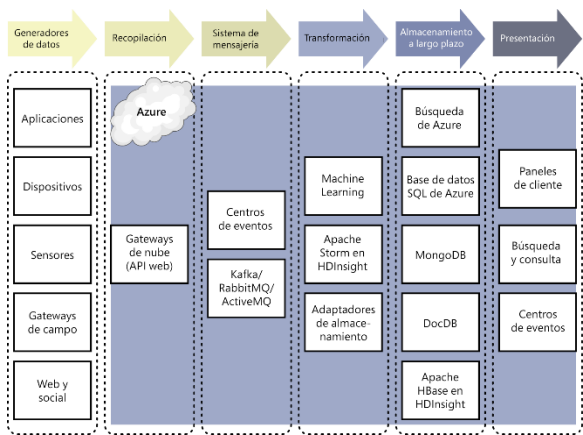 Generadores
de datos
Recopilación
Sistema de
mensajería
Transformación
Almacenamiento
a largo plazo
Presentación
Aplicaciones
Dispositivos
Sensores
Gateways
de campo
Web y
social
Azure
Gateways
de nube
(API web)
Centros
de eventos
Kafka/
RabbitMQ/
ActiveMQ
Machine
Learning
Apache
Storm en
HDInsight
Adaptadores
de almace-
namiento
Búsqueda
de Azure
Base de datos
SQL de Azure
MongoDB
DocDB
Apache
HBase en
HDInsight
Paneles
de cliente
Búsqueda
y consulta
Centros
de eventos